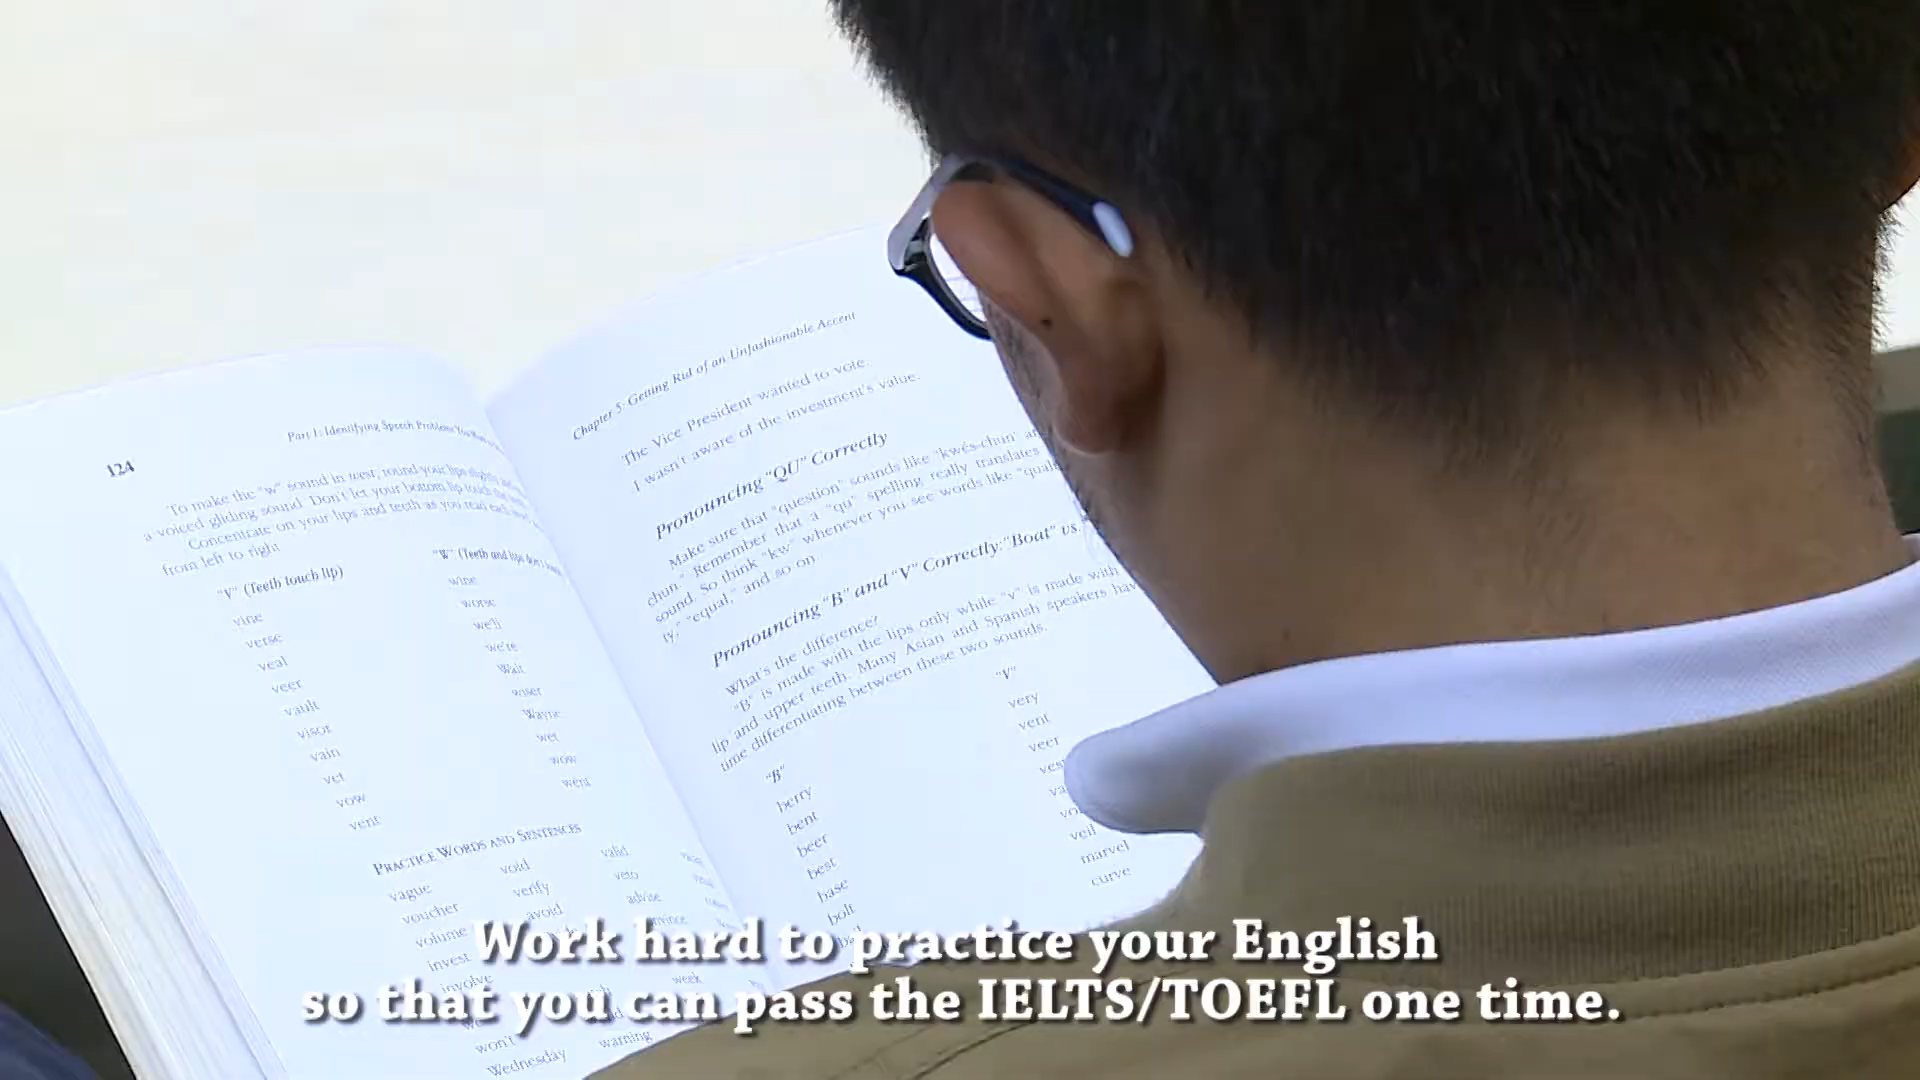 124
Part 1: Identifying Speech Problems
To make the "w" sound in west, round your lips slightly
a voiced gliding sound. Don't let your bottom lip touch
Concentrate on your lips and teeth as you read each
from left to right.
"V" (Teeth touch lip)
vine
verse
veal
veer
vault
visor
vain
vet
vow
vent
"W" (Teeth and lips don't
wine
worse
we'll
we're
Wait
wiser
Wayne
wet
wow
went
PRACTICE WORDS AND SENTENCES
vague void valid
voucher verify veto
volume avoid advise
invest
involve week
won't
Wednesday warning
Chapter 5: Getting Rid of an Unfashionable Accent
The Vice President wanted to vote.
I wasn't aware of the investment's value.
Pronouncing "QU" Correctly
Make sure that "question" sounds like "kwés-chun"
chun." Remember that a "qu" spelling really translates
sound. So think "kw" whenever you see words like
ty," "equal," and so on.
Pronouncing "B" and "V" Correctly: "Boat" vs.
What's the difference?
"B" is made with the lips only while "v" is made with
lip and upper teeth. Many Asian and Spanish speakers
time differentiating between these two sounds.
"B"
berry
bent
beer
best
base
bolt
"V"
very
vent
veer
veil
marvel
curve
Work hard to practice your English
so that you can pass the IELTS/TOEFL one time.